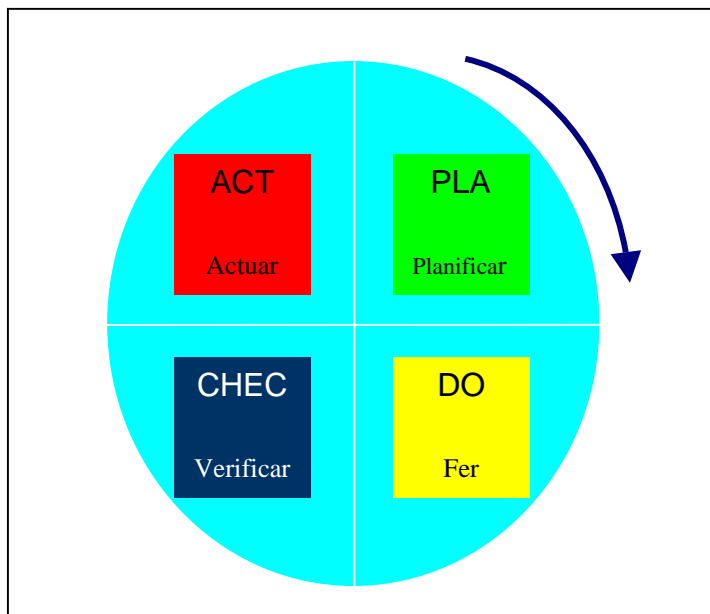 ACT
Actuar
PLA
Planificar
CHEC
Verificar
DO
Fer